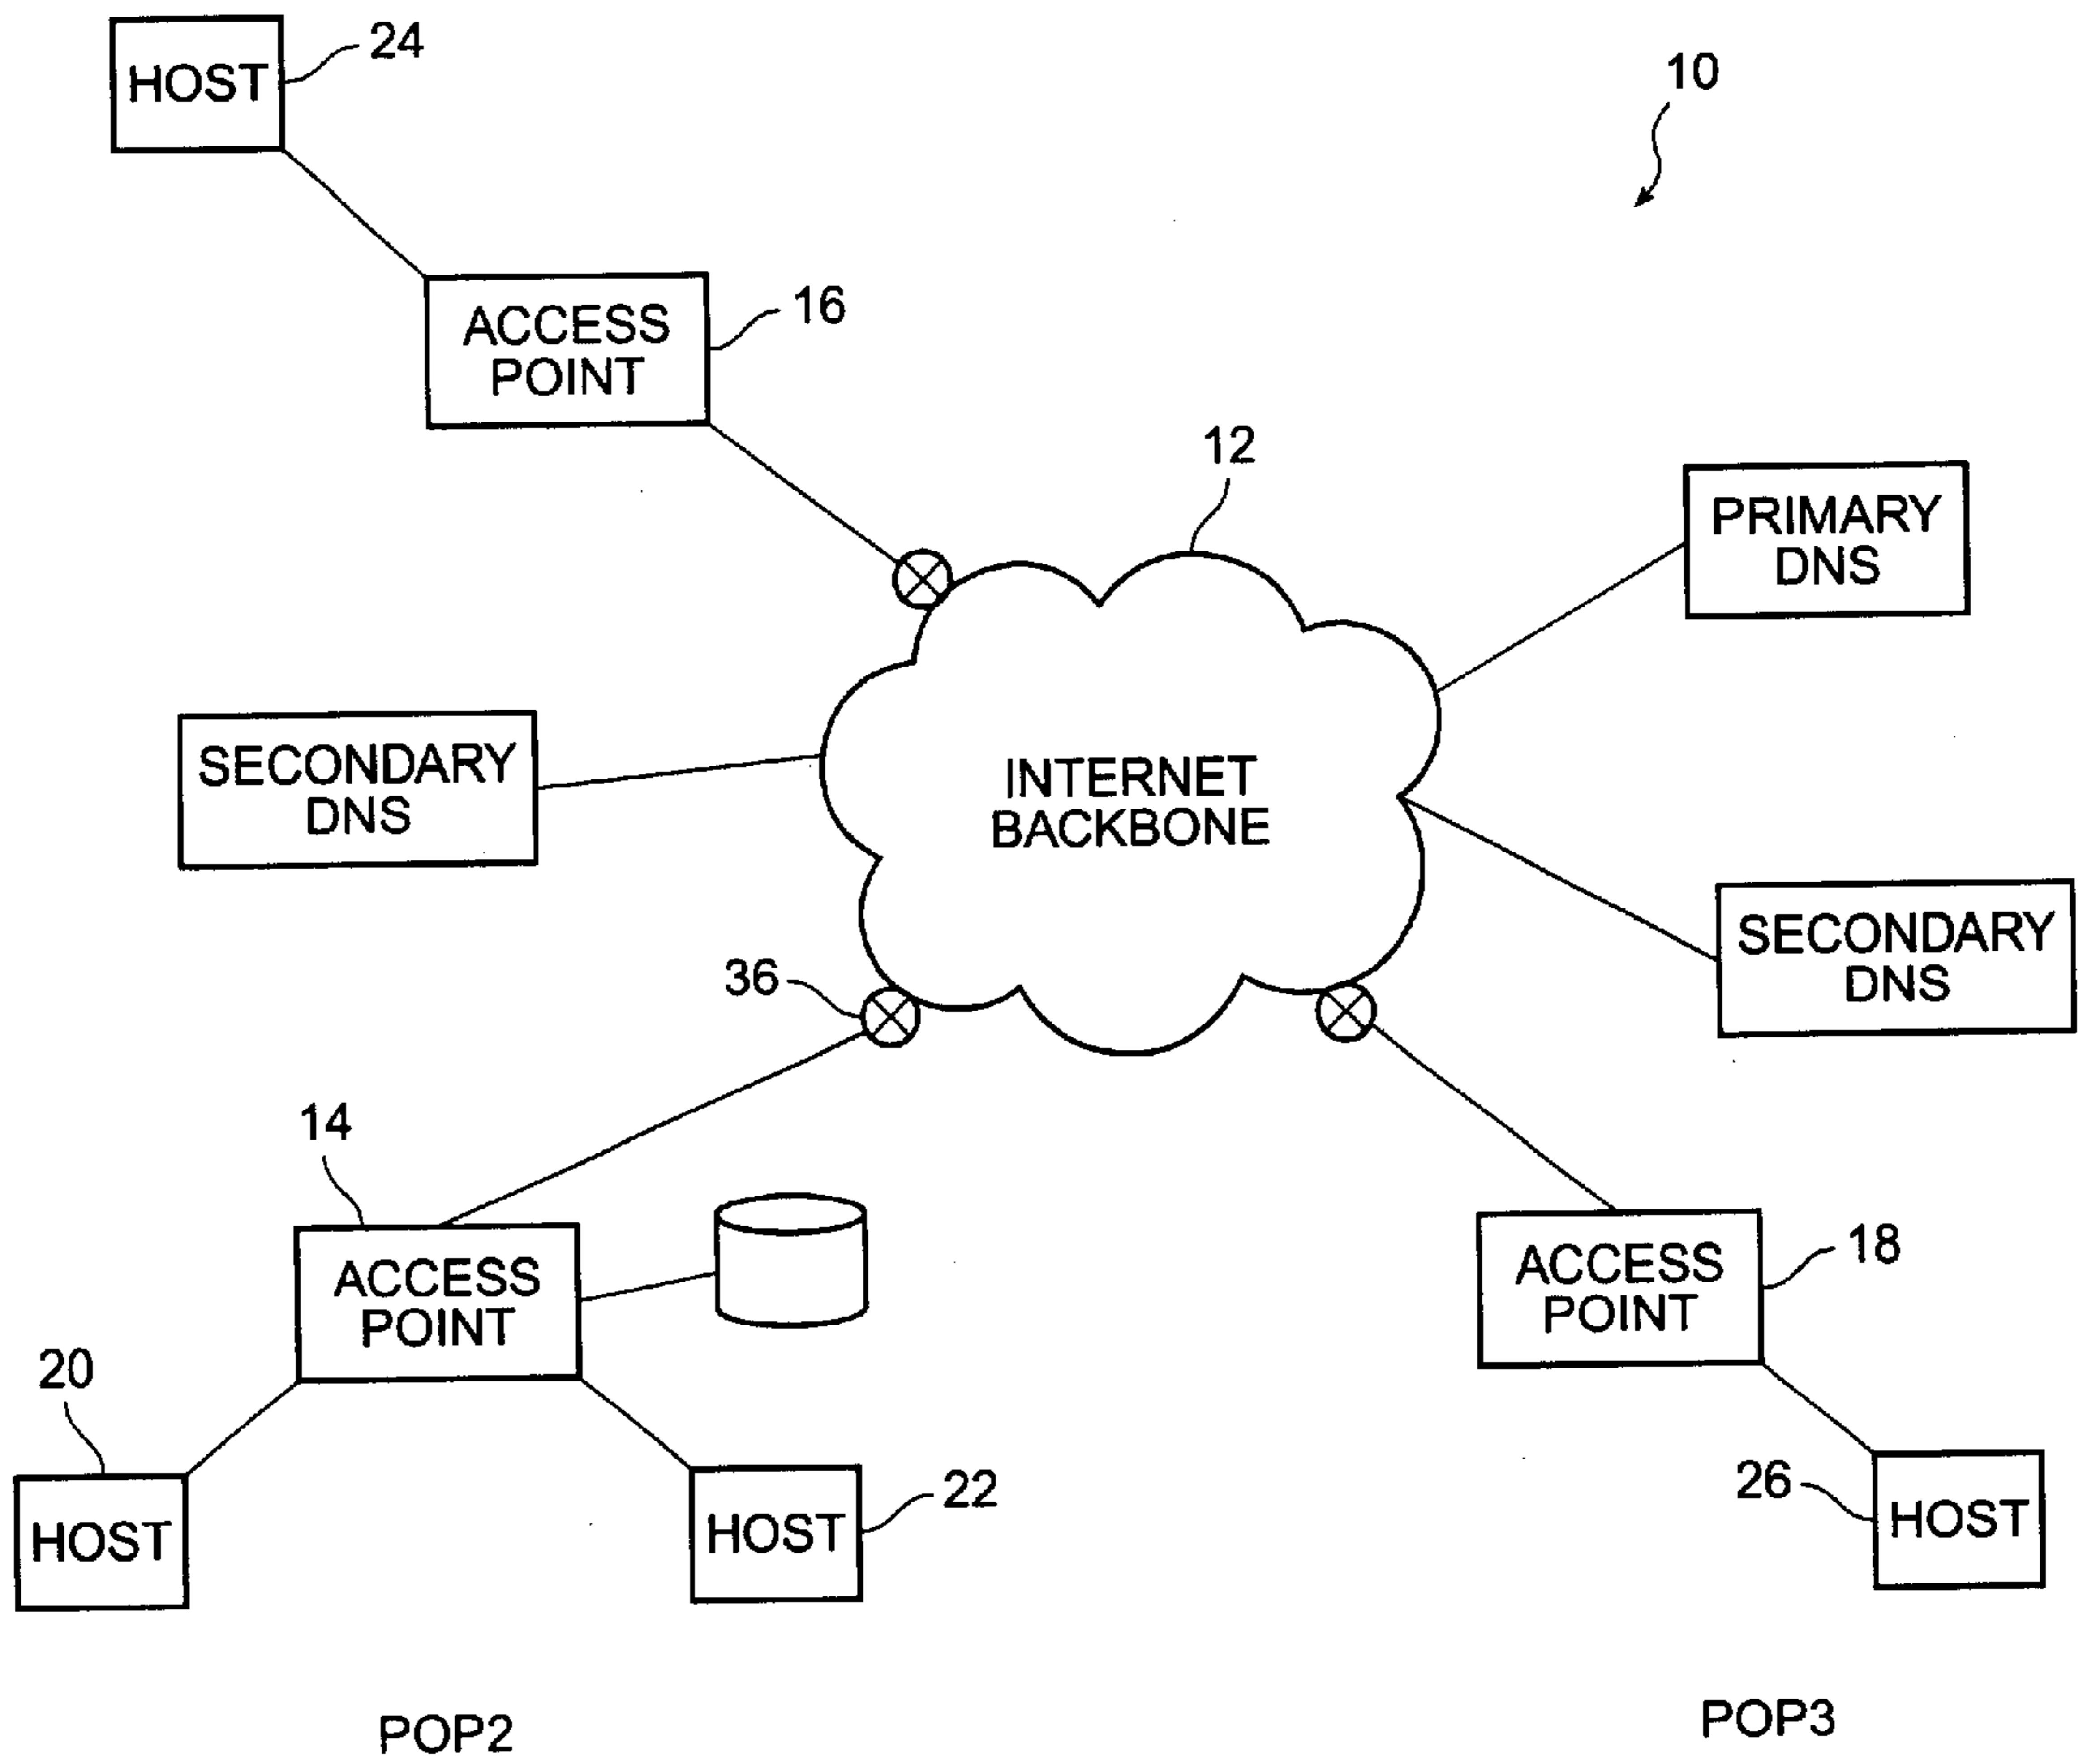 24
HOST
10
16
ACCESS
POINT
12
PRIMARY
DNS
SECONDARY
DNS
INTERNET
BACKBONE
SECONDARY
DNS
36
14
ACCESS
POINT
18
ACCESS
POINT
20
HOST
22
HOST
26
HOST
POP2
POP3